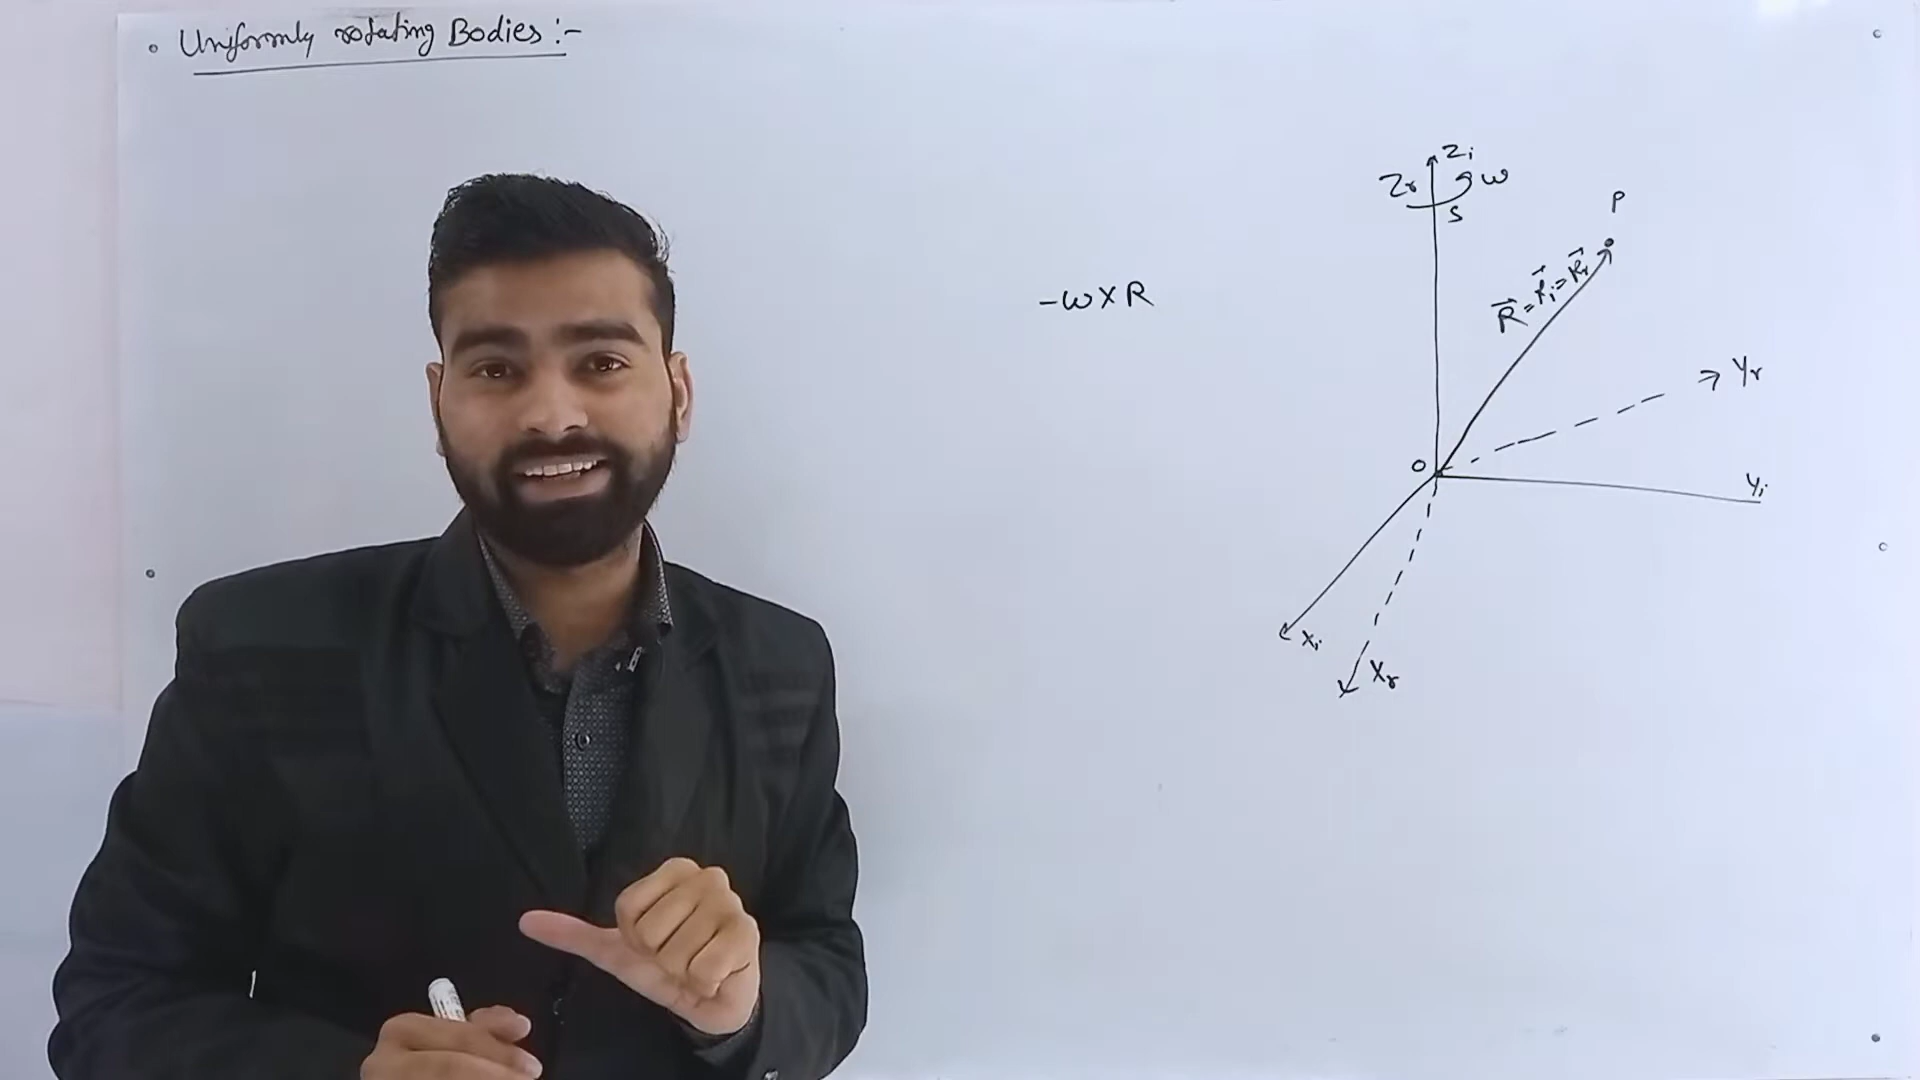 • Uniformly rotating Bodies :-
Zi
Zr
ω
S
P
-ω×R
R⃗=r⃗i=r⃗r
Yr
O
Yi
Xi
Xr